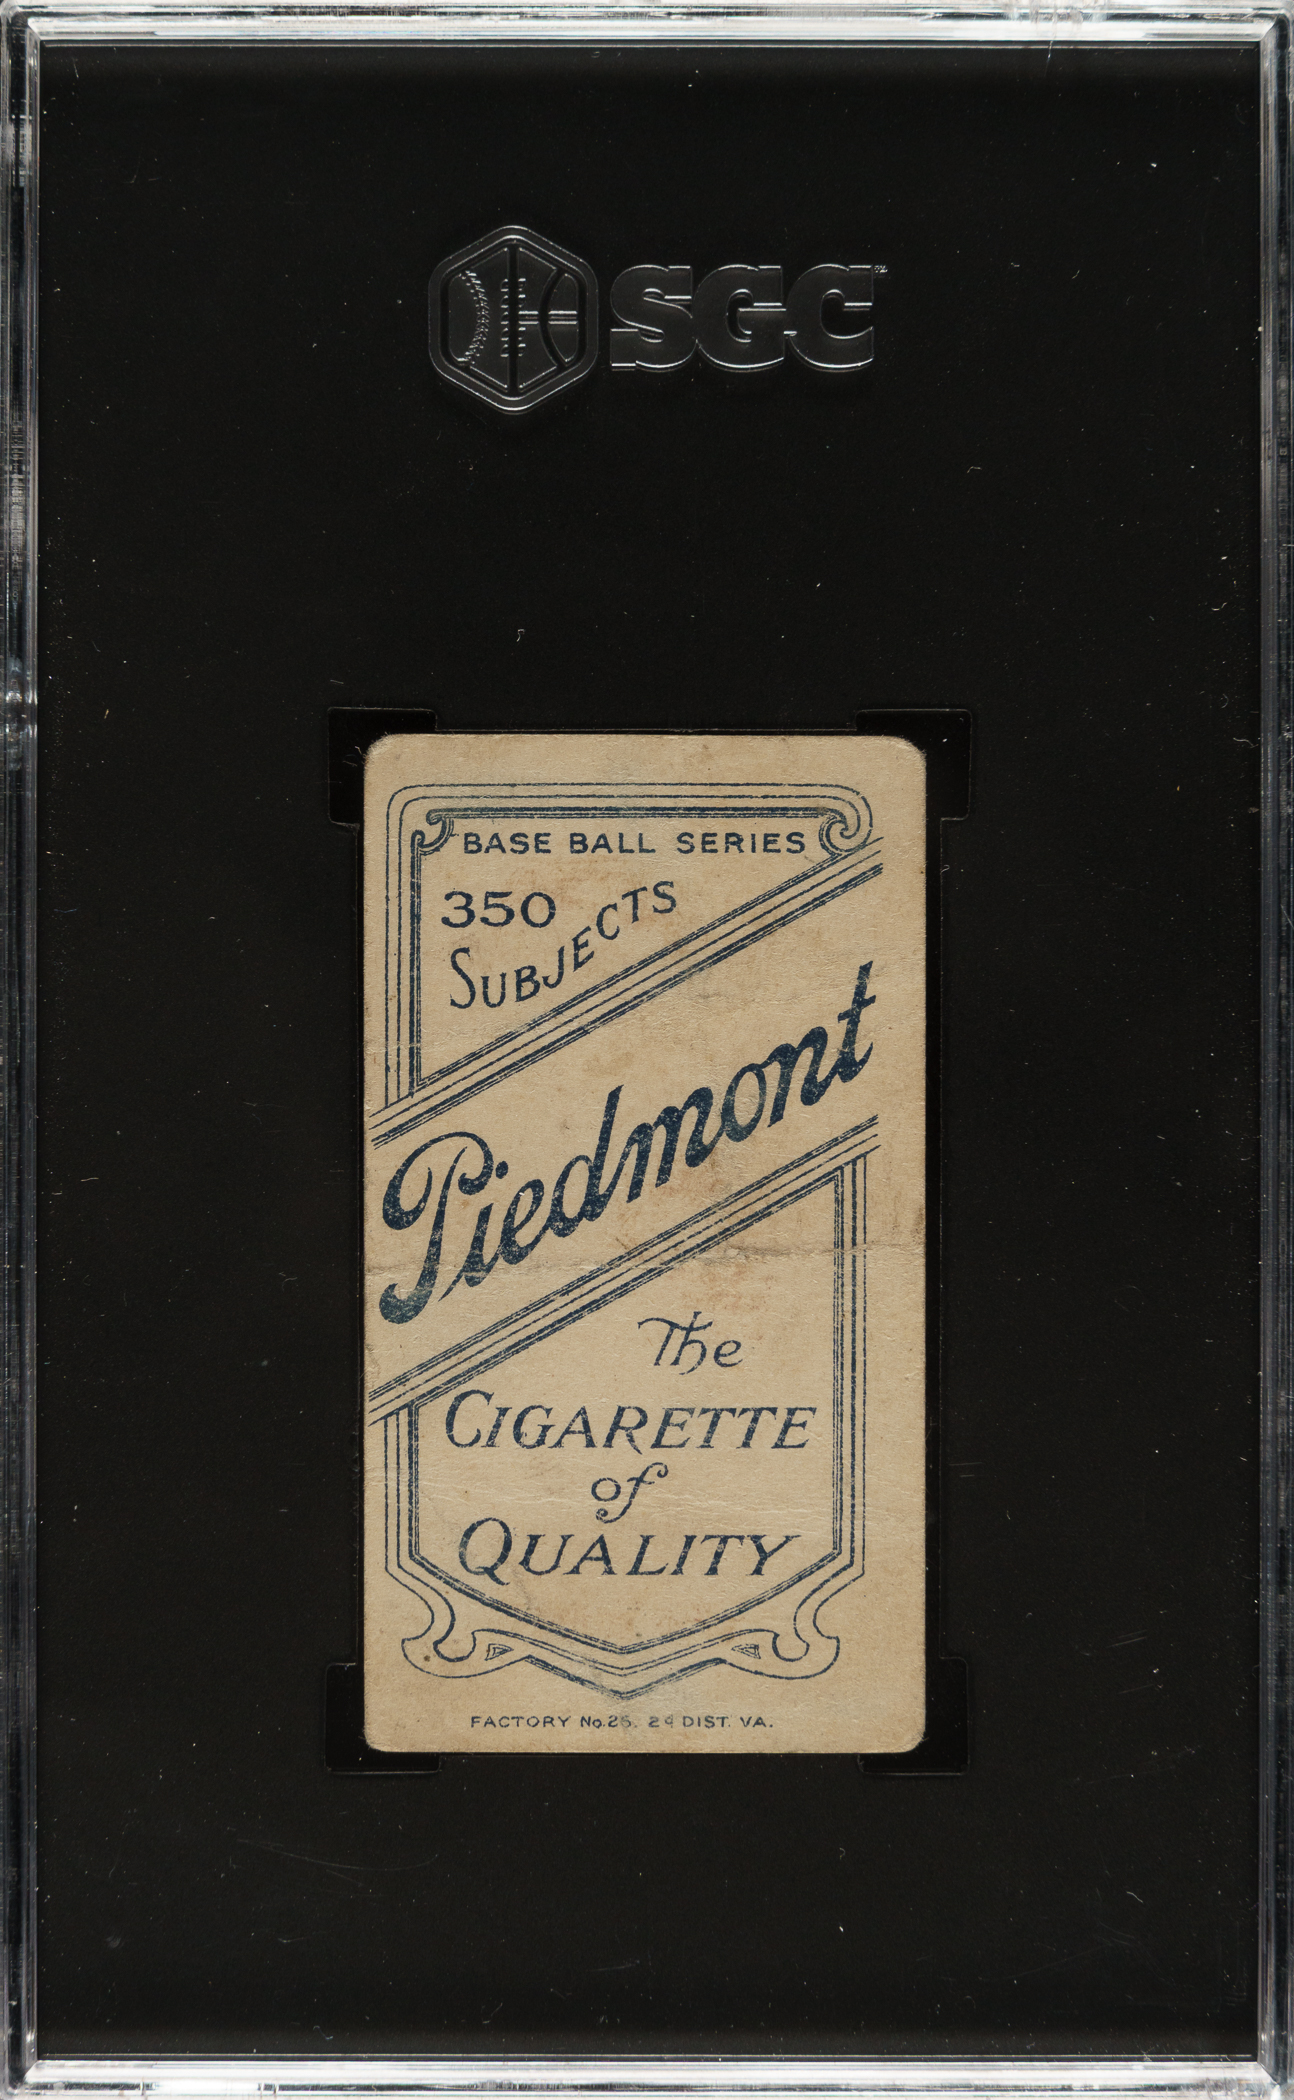 SGC
BASE BALL SERIES
350
SUBJECTS
Piedmont
The
CIGARETTE
of
QUALITY
FACTORY No. 25. 2d DIST. VA.